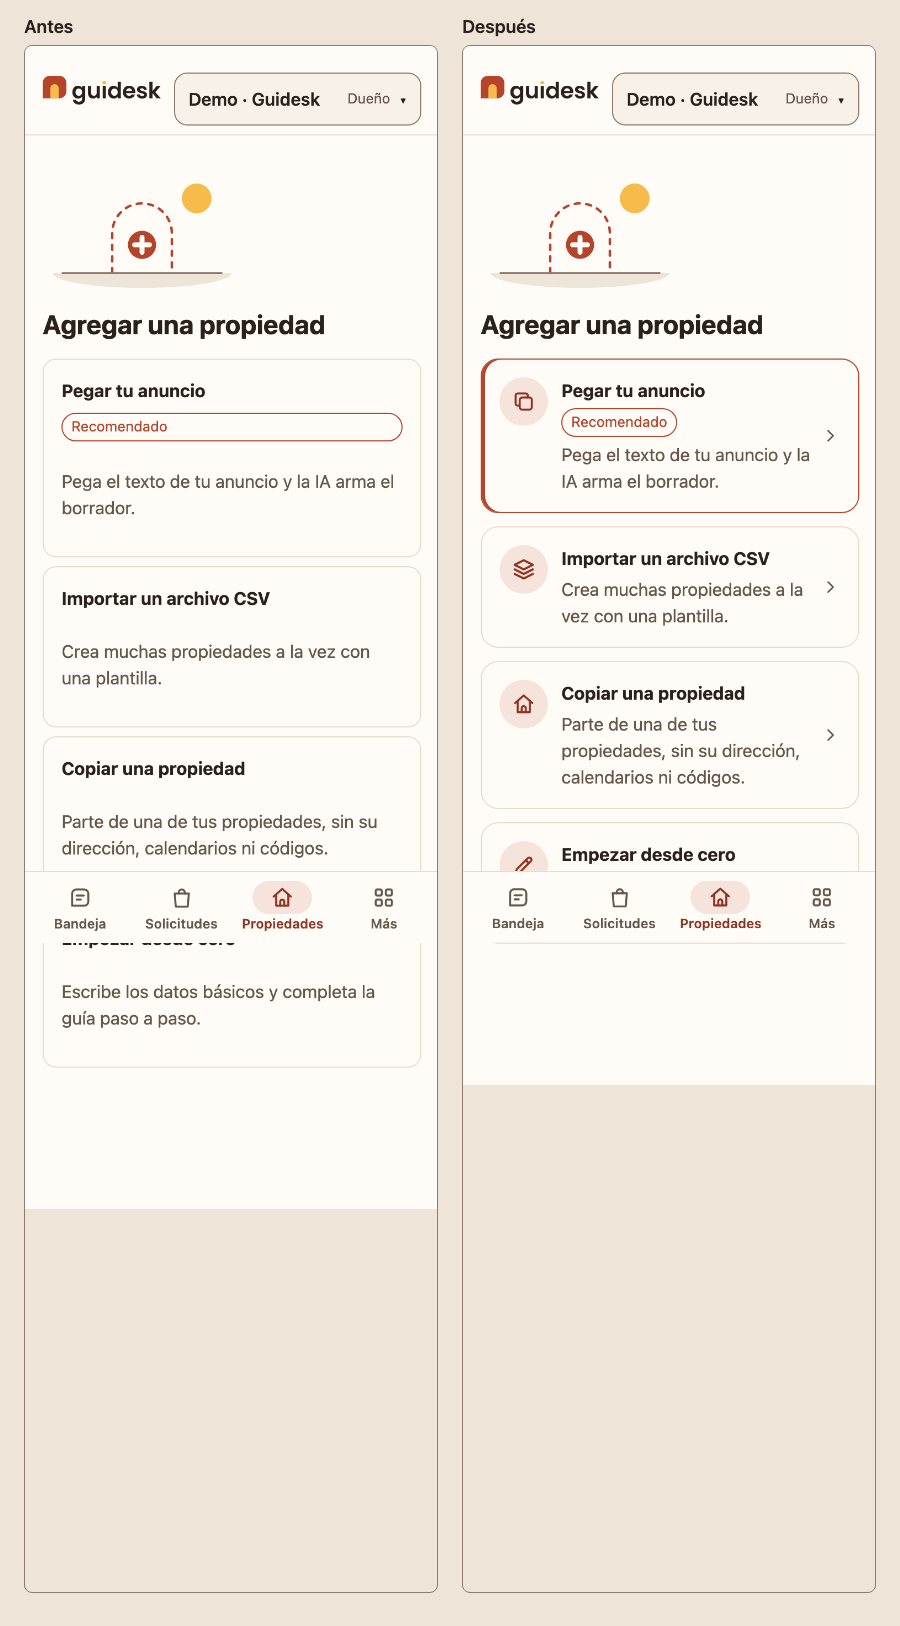 Antes
guidesk
Demo · Guidesk Dueño ▾
Agregar una propiedad
Pegar tu anuncio
Recomendado
Pega el texto de tu anuncio y la IA arma el
borrador.
Importar un archivo CSV
Crea muchas propiedades a la vez con
una plantilla.
Copiar una propiedad
Parte de una de tus propiedades, sin su
dirección, calendarios ni códigos.
Bandeja Solicitudes Propiedades Más
Empezar desde cero
Escribe los datos básicos y completa la
guía paso a paso.
Después
guidesk
Demo · Guidesk Dueño ▾
Agregar una propiedad
Pegar tu anuncio
Recomendado
Pega el texto de tu anuncio y la
IA arma el borrador.
Importar un archivo CSV
Crea muchas propiedades a la
vez con una plantilla.
Copiar una propiedad
Parte de una de tus
propiedades, sin su dirección,
calendarios ni códigos.
Empezar desde cero
Bandeja Solicitudes Propiedades Más